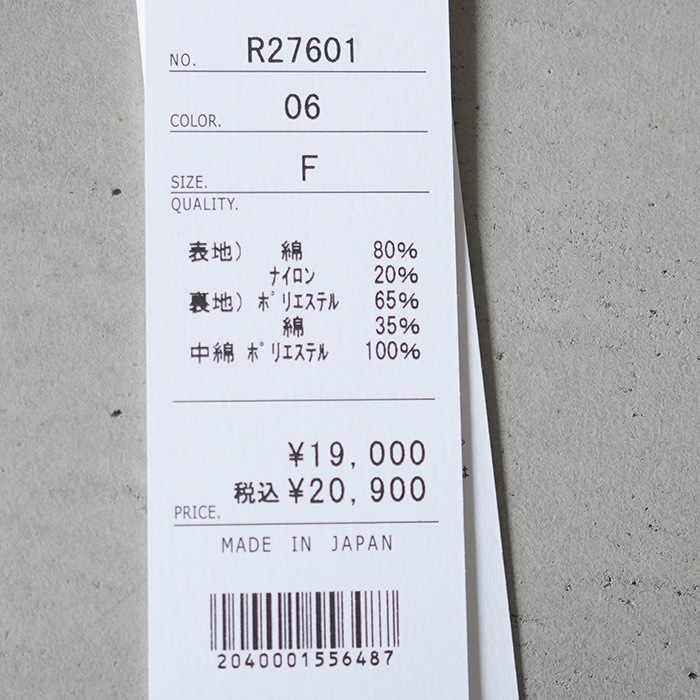 NO. R27601
COLOR. 06
SIZE. F
QUALITY.
表地) 綿 80%
ナイロン 20%
裏地) ポリエステル 65%
綿 35%
中綿 ポリエステル 100%
¥19,000
税込 ¥20,900
PRICE.
MADE IN JAPAN
2040001556487
は